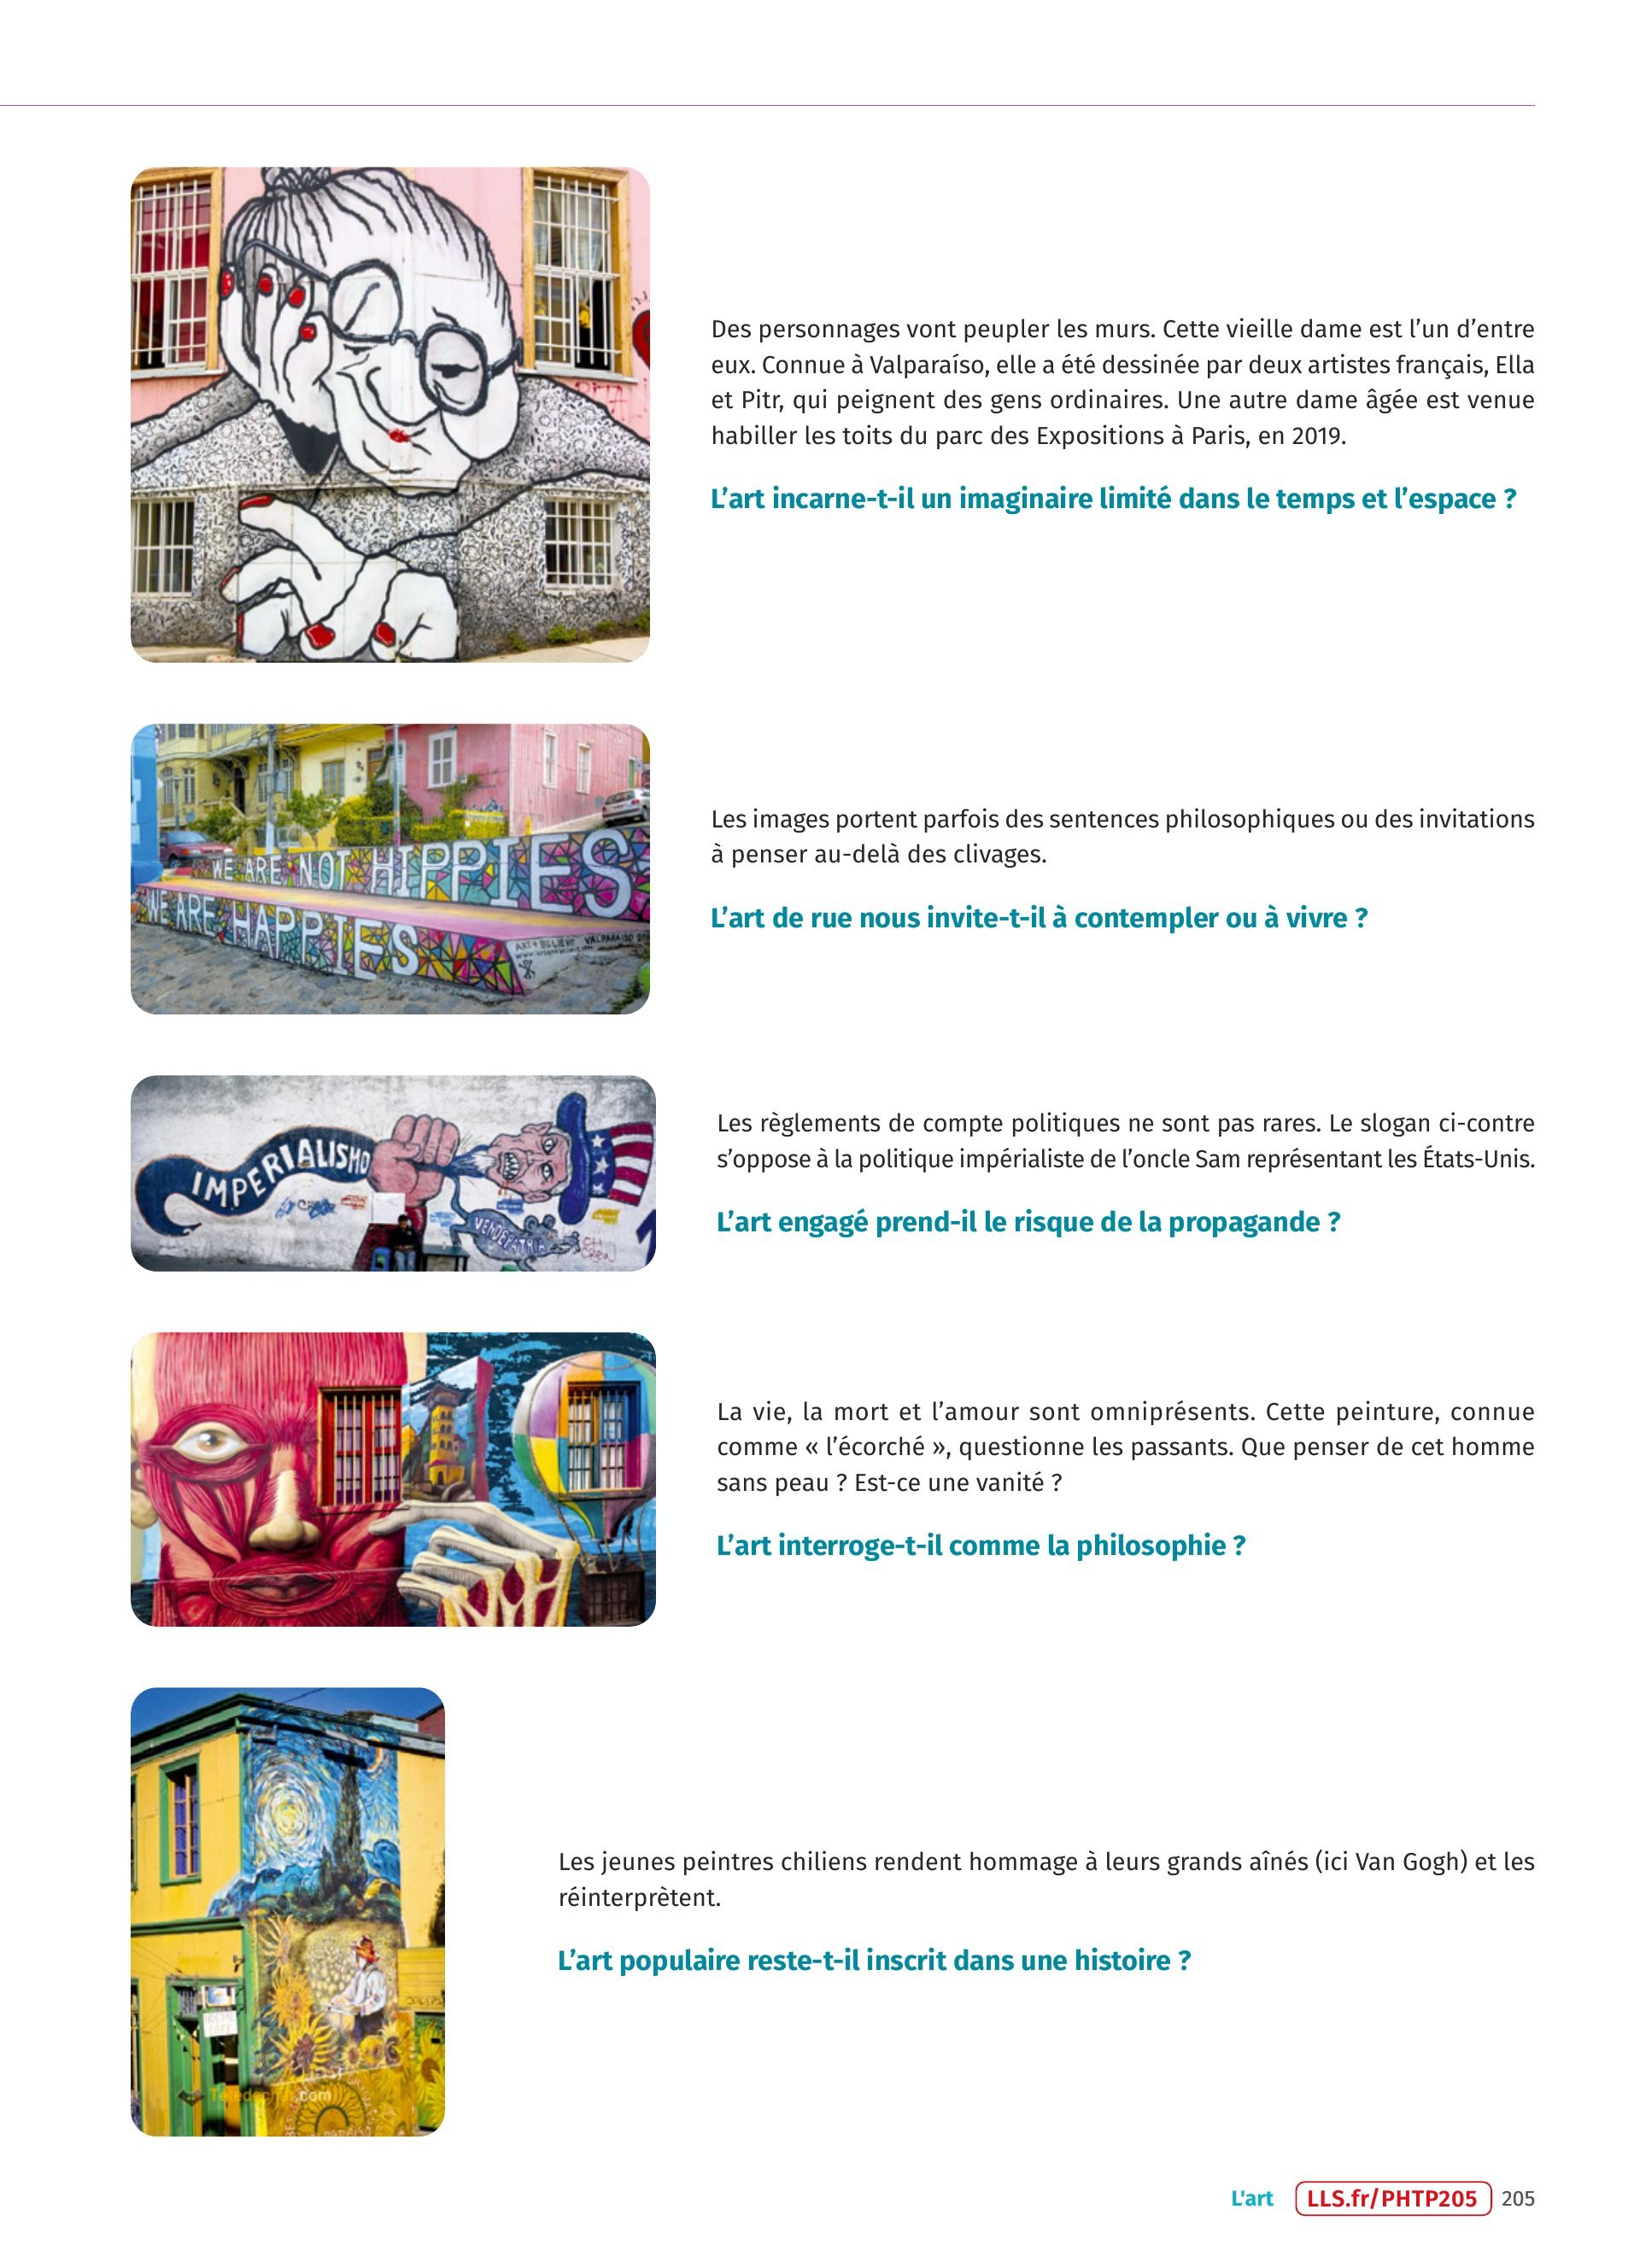 Des personnages vont peupler les murs. Cette vieille dame est l’un d’entre
eux. Connue à Valparaíso, elle a été dessinée par deux artistes français, Ella
et Pitr, qui peignent des gens ordinaires. Une autre dame âgée est venue
habiller les toits du parc des Expositions à Paris, en 2019.
L’art incarne-t-il un imaginaire limité dans le temps et l’espace ?
WE ARE NOT HIPPIES
WE ARE HAPPIES
VALPARAISO
Les images portent parfois des sentences philosophiques ou des invitations
à penser au-delà des clivages.
L’art de rue nous invite-t-il à contempler ou à vivre ?
IMPERIALISMO
Les règlements de compte politiques ne sont pas rares. Le slogan ci-contre
s’oppose à la politique impérialiste de l’oncle Sam représentant les États-Unis.
L’art engagé prend-il le risque de la propagande ?
La vie, la mort et l’amour sont omniprésents. Cette peinture, connue
comme « l’écorché », questionne les passants. Que penser de cet homme
sans peau ? Est-ce une vanité ?
L’art interroge-t-il comme la philosophie ?
Les jeunes peintres chiliens rendent hommage à leurs grands aînés (ici Van Gogh) et les
réinterprètent.
L’art populaire reste-t-il inscrit dans une histoire ?
L'art LLS.fr/PHTP205 205